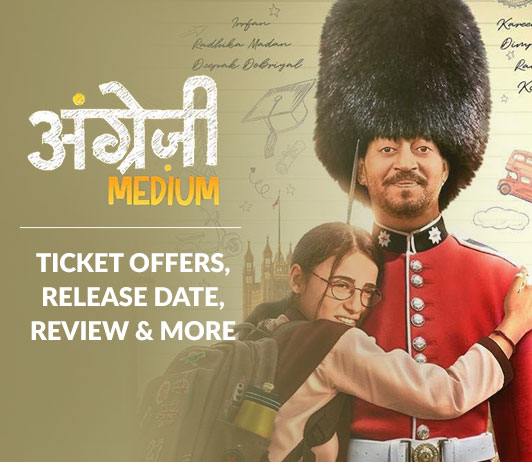 Irrfan
Radhika Madan
Deepak Dobriyal
अंग्रेज़ी
MEDIUM
TICKET OFFERS,
RELEASE DATE,
REVIEW & MORE